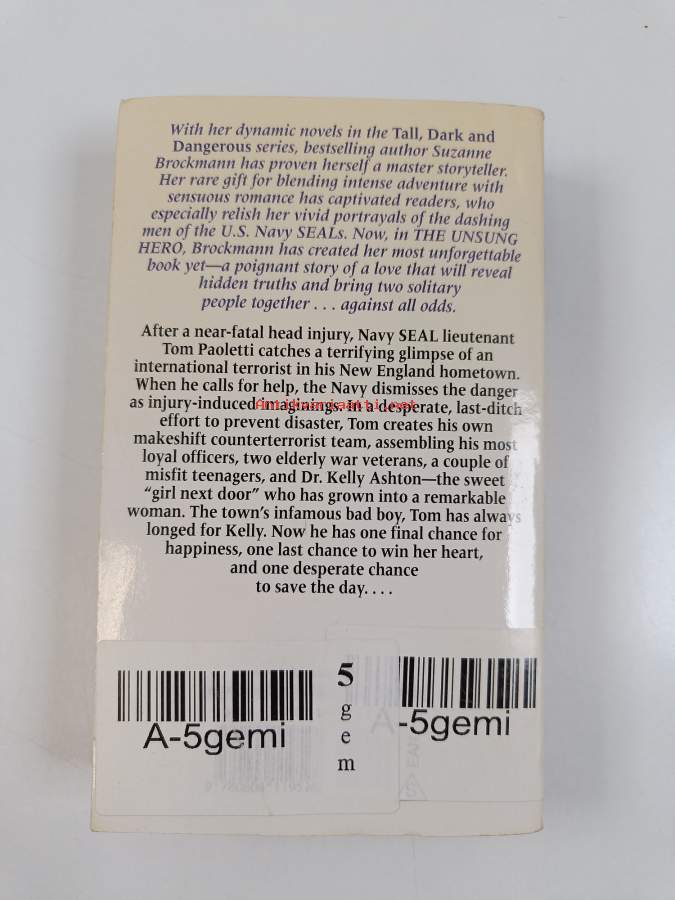 With her dynamic novels in the Tall, Dark and
Dangerous series, bestselling author Suzanne
Brockmann has proven herself a master storyteller.
Her rare gift for blending intense adventure with
sensuous romance has captivated readers, who
especially relish her vivid portrayals of the dashing
men of the U.S. Navy SEALs. Now, in THE UNSUNG
HERO, Brockmann has created her most unforgettable
book yet—a poignant story of a love that will reveal
hidden truths and bring two solitary
people together . . . against all odds.
After a near-fatal head injury, Navy SEAL lieutenant
Tom Paoletti catches a terrifying glimpse of an
international terrorist in his New England hometown.
When he calls for help, the Navy dismisses the danger
as injury-induced imaginings. In a desperate, last-ditch
Antikvariaatti.net
effort to prevent disaster, Tom creates his own
makeshift counterterrorist team, assembling his most
loyal officers, two elderly war veterans, a couple of
misfit teenagers, and Dr. Kelly Ashton—the sweet
“girl next door” who has grown into a remarkable
woman. The town’s infamous bad boy, Tom has always
longed for Kelly. Now he has one final chance for
happiness, one last chance to win her heart,
and one desperate chance
to save the day. . . .
A-5gemi
5
g
e
m
A-5gemi
EAN